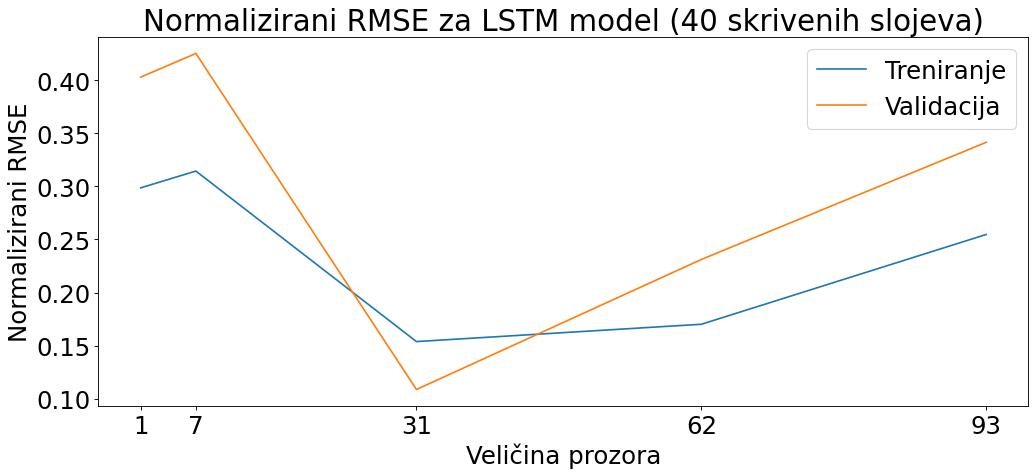 Normalizirani RMSE za LSTM model (40 skrivenih slojeva)
Treniranje
Validacija
Normalizirani RMSE
0.40
0.35
0.30
0.25
0.20
0.15
0.10
1 7 31 62 93
Veličina prozora